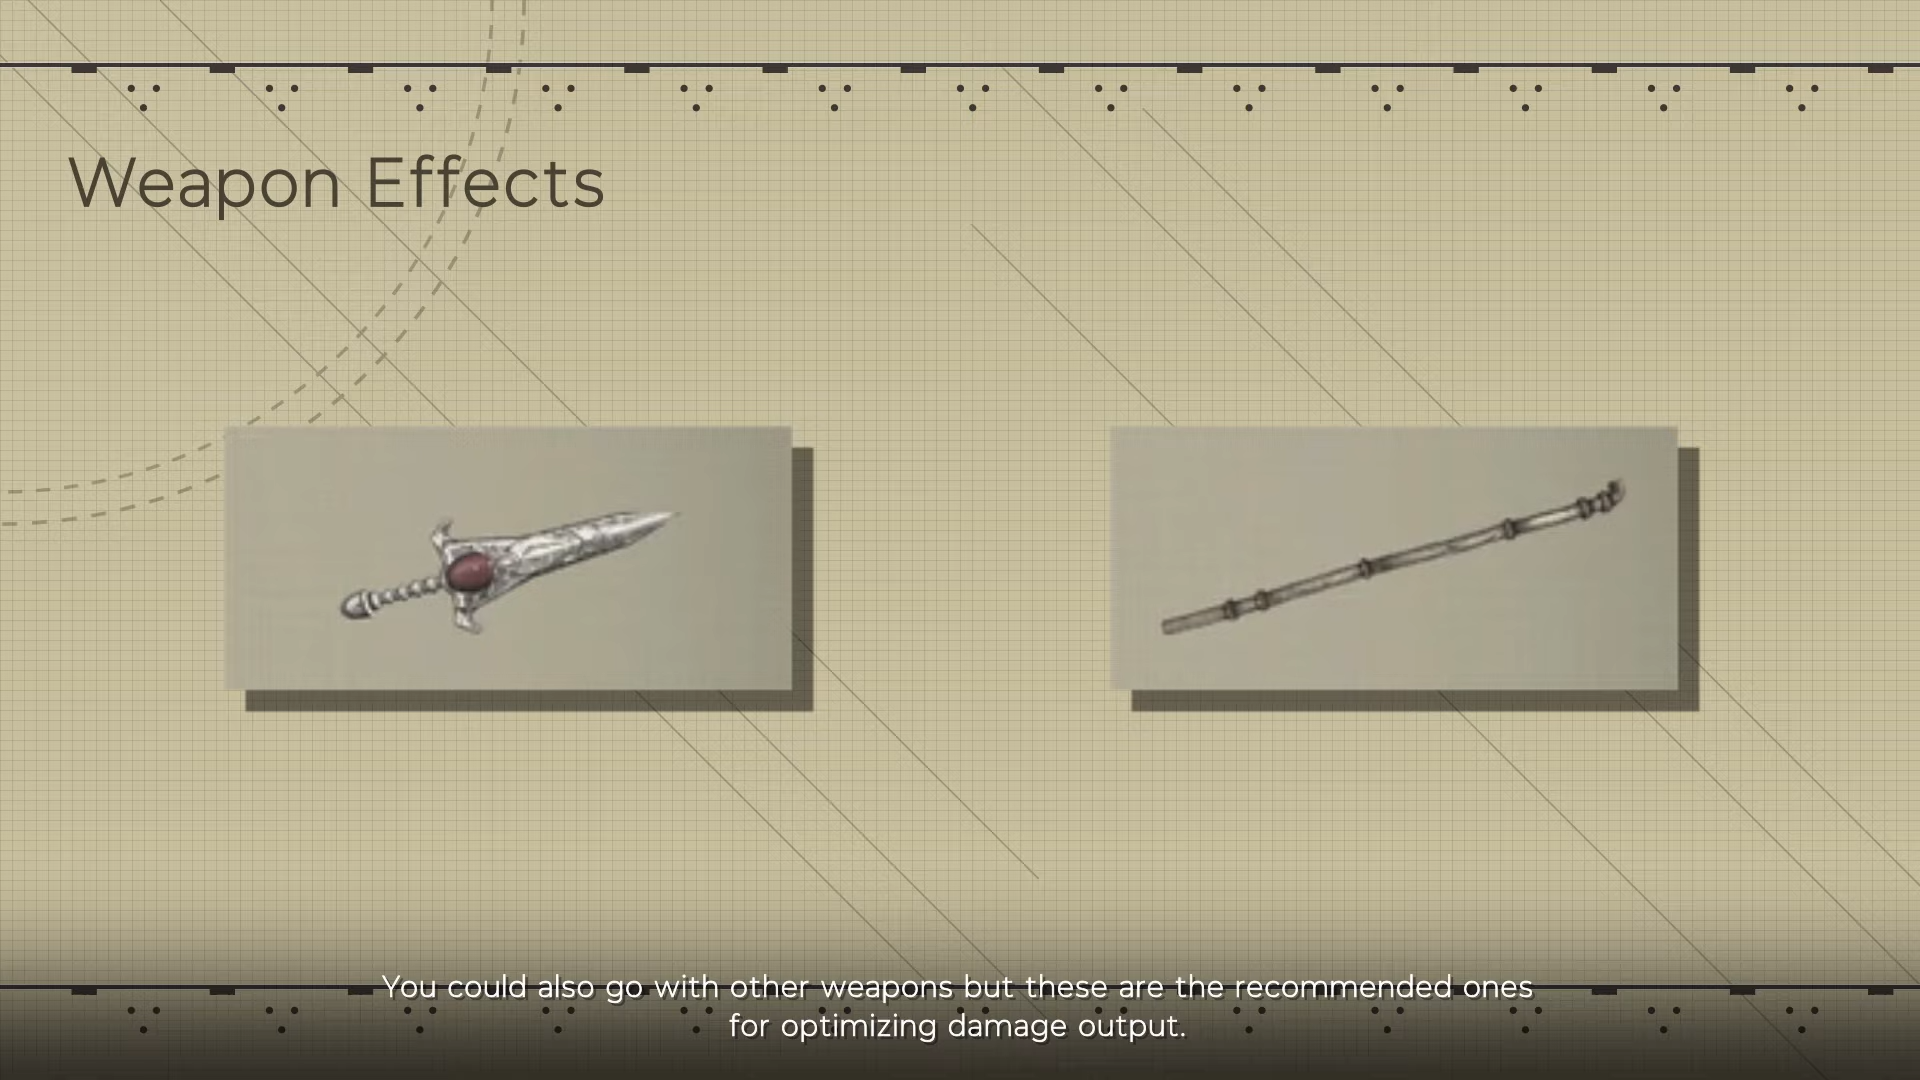 Weapon Effects
You could also go with other weapons but these are the recommended ones
for optimizing damage output.